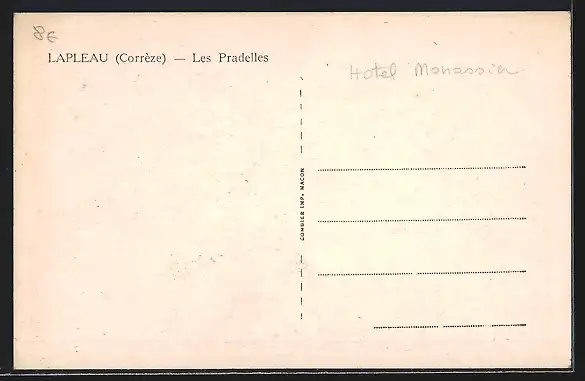 8€
LAPLEAU (Corrèze) — Les Pradelles
Hotel Monassier
COMBIER IMP. MACON